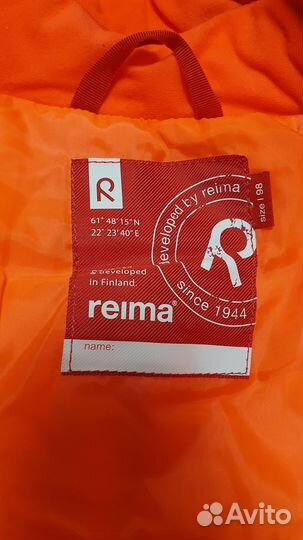 R
61° 48' 15" N
22° 23' 40" E
& developed
in Finland.
reima®
name:
developed by reima
R
since 1944
size | 98
Avito